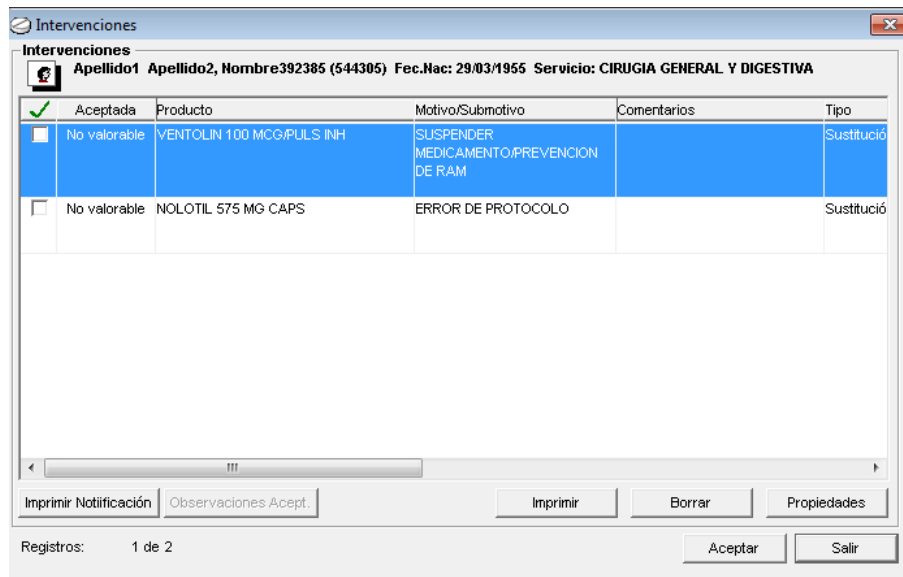 Intervenciones
Intervenciones
Apellido1 Apellido2, Nombre392385 (544305) Fec.Nac: 29/03/1955 Servicio: CIRUGIA GENERAL Y DIGESTIVA
Aceptada Producto Motivo/Submotivo Comentarios Tipo
No valorable VENTOLIN 100 MCG/PULS INH SUSPENDER Sustitució
MEDICAMENTO/PREVENCION
DE RAM
No valorable NOLOTIL 575 MG CAPS ERROR DE PROTOCOLO Sustitució
Imprimir Notiificación Observaciones Acept. Imprimir Borrar Propiedades
Registros: 1 de 2 Aceptar Salir